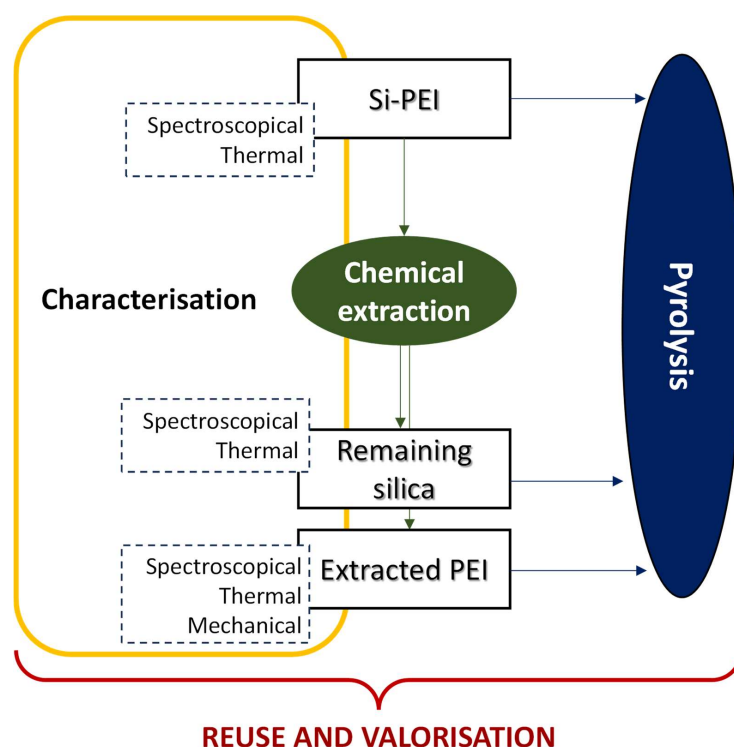 Si-PEI
Spectroscopical
Thermal
Chemical
extraction
Characterisation
Pyrolysis
Spectroscopical
Thermal
Remaining
silica
Spectroscopical
Thermal
Mechanical
Extracted PEI
REUSE AND VALORISATION